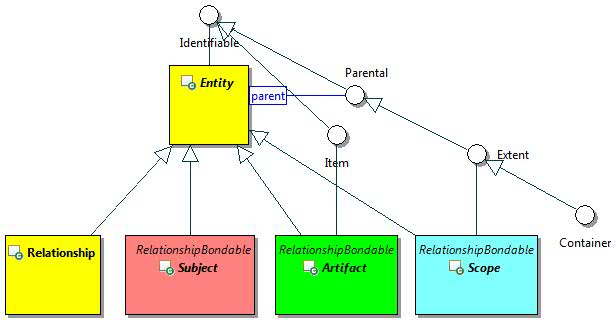 Identifiable
Entity
parent
Parental
Item
Extent
Container
Relationship
RelationshipBondable
Subject
RelationshipBondable
Artifact
RelationshipBondable
Scope